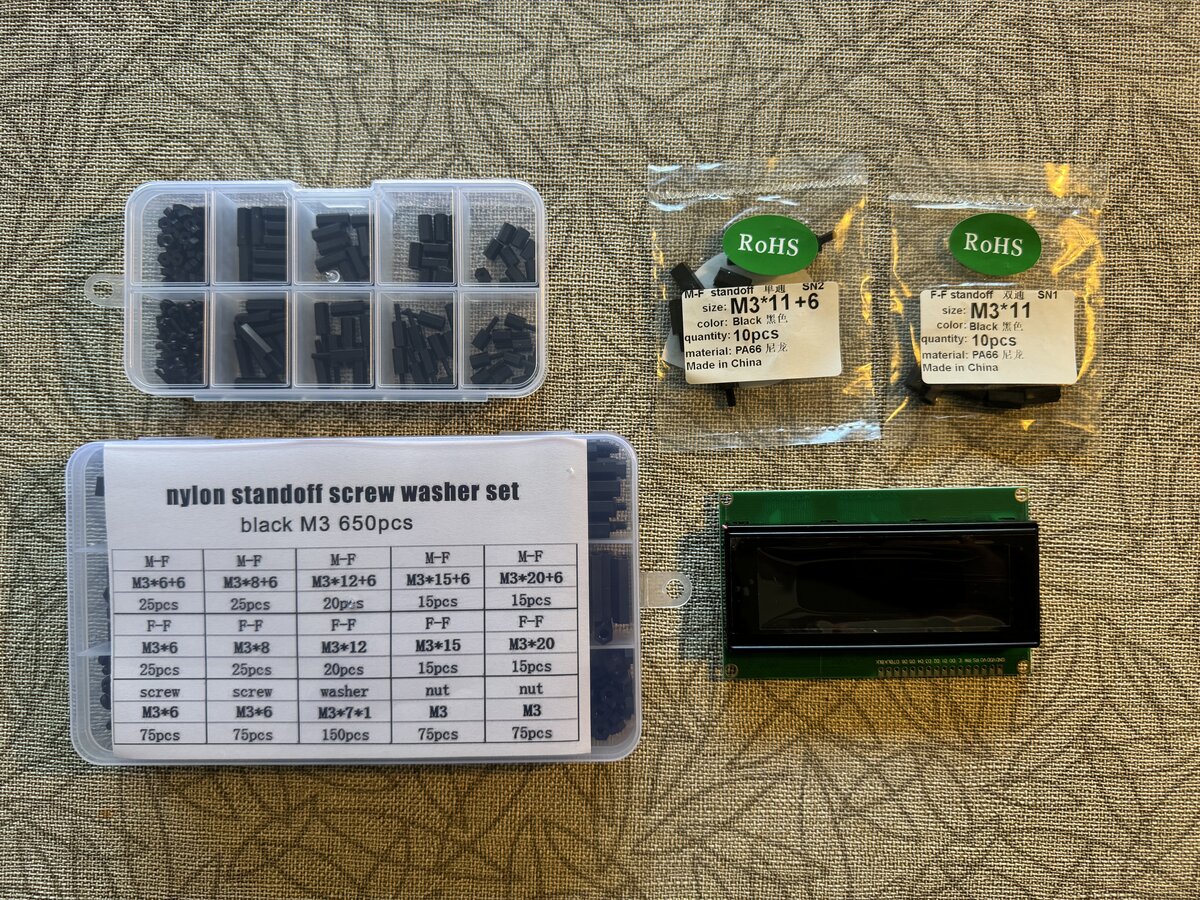 RoHS
M-F standoff 单通 SN2
size: M3*11+6
color: Black 黑色
quantity: 10pcs
material: PA66 尼龙
Made in China
RoHS
F-F standoff 双通 SN1
size: M3*11
color: Black 黑色
quantity: 10pcs
material: PA66 尼龙
Made in China
nylon standoff screw washer set
black M3 650pcs
M-F M-F M-F M-F M-F
M3*6+6 M3*8+6 M3*12+6 M3*15+6 M3*20+6
25pcs 25pcs 20pcs 15pcs 15pcs
F-F F-F F-F F-F F-F
M3*6 M3*8 M3*12 M3*15 M3*20
25pcs 25pcs 20pcs 15pcs 15pcs
screw screw washer nut nut
M3*6 M3*6 M3*7*1 M3 M3
75pcs 75pcs 150pcs 75pcs 75pcs